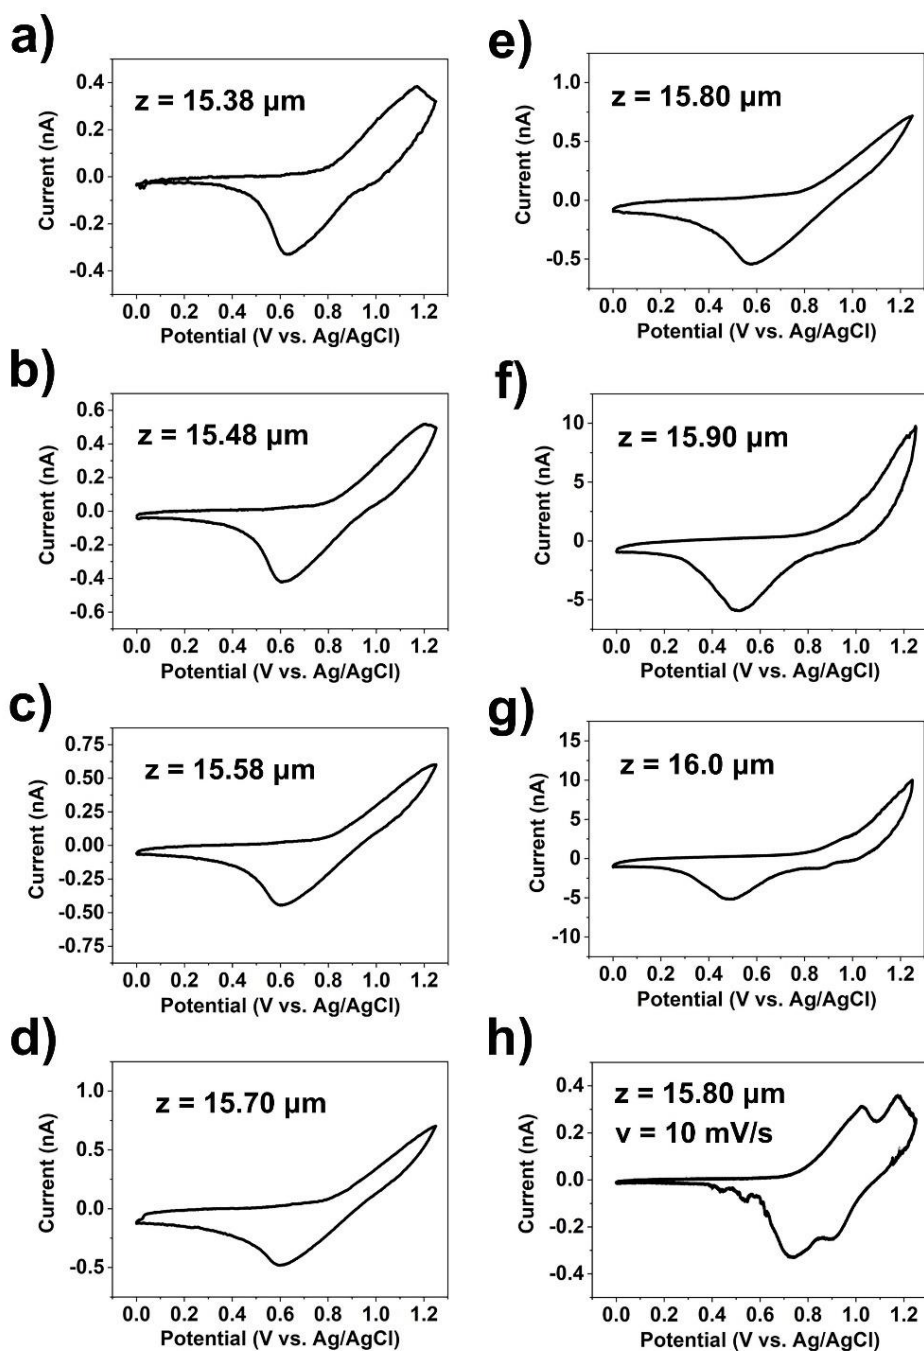 a)
z = 15.38 µm
Current (nA)
0.4
0.2
0.0
-0.2
-0.4
0.0 0.2 0.4 0.6 0.8 1.0 1.2
Potential (V vs. Ag/AgCl)
b)
z = 15.48 µm
Current (nA)
0.6
0.4
0.2
0.0
-0.2
-0.4
-0.6
0.0 0.2 0.4 0.6 0.8 1.0 1.2
Potential (V vs. Ag/AgCl)
c)
z = 15.58 µm
Current (nA)
0.75
0.50
0.25
0.00
-0.25
-0.50
-0.75
0.0 0.2 0.4 0.6 0.8 1.0 1.2
Potential (V vs. Ag/AgCl)
d)
z = 15.70 µm
Current (nA)
1.0
0.5
0.0
-0.5
0.0 0.2 0.4 0.6 0.8 1.0 1.2
Potential (V vs. Ag/AgCl)
e)
z = 15.80 µm
Current (nA)
1.0
0.5
0.0
-0.5
0.0 0.2 0.4 0.6 0.8 1.0 1.2
Potential (V vs. Ag/AgCl)
f)
z = 15.90 µm
Current (nA)
10
5
0
-5
0.0 0.2 0.4 0.6 0.8 1.0 1.2
Potential (V vs. Ag/AgCl)
g)
z = 16.0 µm
Current (nA)
15
10
5
0
-5
-10
0.0 0.2 0.4 0.6 0.8 1.0 1.2
Potential (V vs. Ag/AgCl)
h)
z = 15.80 µm
v = 10 mV/s
Current (nA)
0.4
0.2
0.0
-0.2
-0.4
0.0 0.2 0.4 0.6 0.8 1.0 1.2
Potential (V vs. Ag/AgCl)